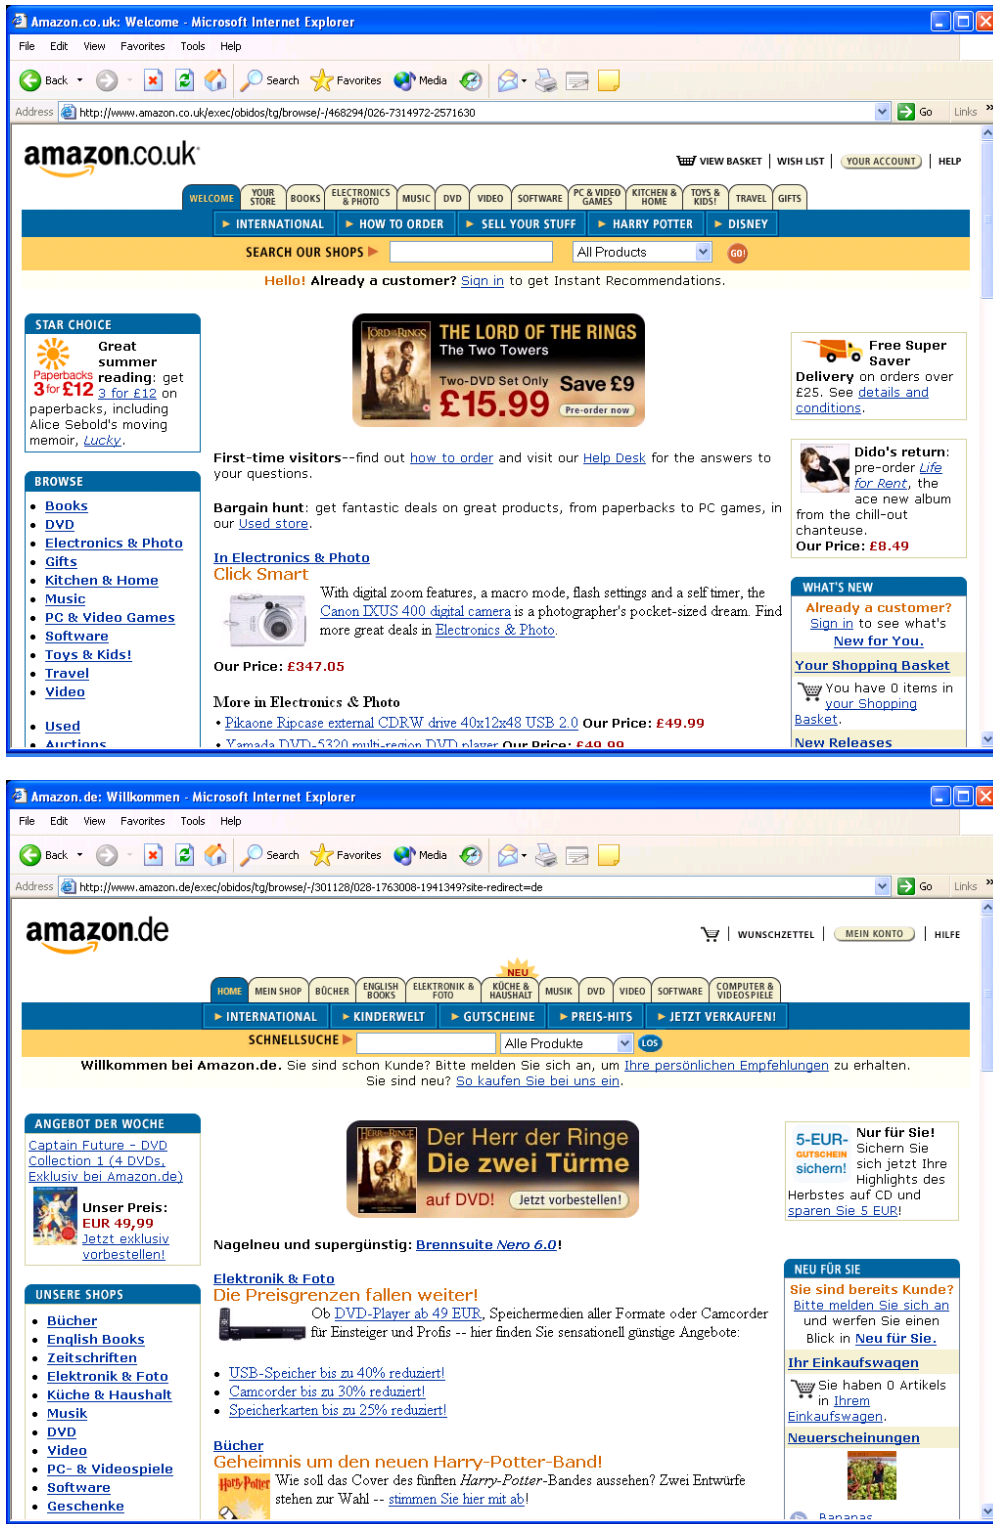 Amazon.co.uk: Welcome - Microsoft Internet Explorer
File Edit View Favorites Tools Help
Back Search Favorites Media
Address http://www.amazon.co.uk/exec/obidos/tg/browse/-/468294/026-7314972-2571630 Go Links »
amazon.co.uk
VIEW BASKET | WISH LIST | YOUR ACCOUNT | HELP
WELCOME YOUR STORE BOOKS ELECTRONICS & PHOTO MUSIC DVD VIDEO SOFTWARE PC & VIDEO GAMES KITCHEN & HOME TOYS & KIDS! TRAVEL GIFTS
INTERNATIONAL HOW TO ORDER SELL YOUR STUFF HARRY POTTER DISNEY
SEARCH OUR SHOPS All Products GO!
Hello! Already a customer? Sign in to get Instant Recommendations.
STAR CHOICE
Paperbacks
3 for £12
Great
summer
reading: get
3 for £12 on
paperbacks, including
Alice Sebold's moving
memoir, Lucky.
BROWSE
• Books
• DVD
• Electronics & Photo
• Gifts
• Kitchen & Home
• Music
• PC & Video Games
• Software
• Toys & Kids!
• Travel
• Video
• Used
• Auctions
THE LORD OF THE RINGS
The Two Towers
Two-DVD Set Only
£15.99
Save £9
Pre-order now
First-time visitors--find out how to order and visit our Help Desk for the answers to
your questions.
Bargain hunt: get fantastic deals on great products, from paperbacks to PC games, in
our Used store.
In Electronics & Photo
Click Smart
With digital zoom features, a macro mode, flash settings and a self timer, the
Canon IXUS 400 digital camera is a photographer's pocket-sized dream. Find
more great deals in Electronics & Photo.
Our Price: £347.05
More in Electronics & Photo
• Pikaone Ripcase external CDRW drive 40x12x48 USB 2.0 Our Price: £49.99
• Yamada DVD-5320 multi-region DVD player Our Price: £49.99
Free Super
Saver
Delivery on orders over
£25. See details and
conditions.
Dido's return:
pre-order Life
for Rent, the
ace new album
from the chill-out
chanteuse.
Our Price: £8.49
WHAT'S NEW
Already a customer?
Sign in to see what's
New for You.
Your Shopping Basket
You have 0 items in
your Shopping
Basket.
New Releases
Amazon.de: Willkommen - Microsoft Internet Explorer
File Edit View Favorites Tools Help
Back Search Favorites Media
Address http://www.amazon.de/exec/obidos/tg/browse/-/301128/028-1763008-1941349?site-redirect=de Go Links »
amazon.de
| WUNSCHZETTEL | MEIN KONTO | HILFE
NEU
HOME MEIN SHOP BÜCHER ENGLISH BOOKS ELEKTRONIK & FOTO KÜCHE & HAUSHALT MUSIK DVD VIDEO SOFTWARE COMPUTER & VIDEOSPIELE
INTERNATIONAL KINDERWELT GUTSCHEINE PREIS-HITS JETZT VERKAUFEN!
SCHNELLSUCHE Alle Produkte LOS
Willkommen bei Amazon.de. Sie sind schon Kunde? Bitte melden Sie sich an, um Ihre persönlichen Empfehlungen zu erhalten.
Sie sind neu? So kaufen Sie bei uns ein.
ANGEBOT DER WOCHE
Captain Future - DVD
Collection 1 (4 DVDs,
Exklusiv bei Amazon.de)
Unser Preis:
EUR 49,99
Jetzt exklusiv
vorbestellen!
UNSERE SHOPS
• Bücher
• English Books
• Zeitschriften
• Elektronik & Foto
• Küche & Haushalt
• Musik
• DVD
• Video
• PC- & Videospiele
• Software
• Geschenke
Der Herr der Ringe
Die zwei Türme
auf DVD! Jetzt vorbestellen!
Nagelneu und supergünstig: Brennsuite Nero 6.0!
Elektronik & Foto
Die Preisgrenzen fallen weiter!
Ob DVD-Player ab 49 EUR, Speichermedien aller Formate oder Camcorder
für Einsteiger und Profis -- hier finden Sie sensationell günstige Angebote:
• USB-Speicher bis zu 40% reduziert!
• Camcorder bis zu 30% reduziert!
• Speicherkarten bis zu 25% reduziert!
Bücher
Geheimnis um den neuen Harry-Potter-Band!
Harry Potter
Wie soll das Cover des fünften Harry-Potter-Bandes aussehen? Zwei Entwürfe
stehen zur Wahl -- stimmen Sie hier mit ab!
5-EUR-
GUTSCHEIN
sichern!
Nur für Sie!
Sichern Sie
sich jetzt Ihre
Highlights des
Herbstes auf CD und
sparen Sie 5 EUR!
NEU FÜR SIE
Sie sind bereits Kunde?
Bitte melden Sie sich an
und werfen Sie einen
Blick in Neu für Sie.
Ihr Einkaufswagen
Sie haben 0 Artikels
in Ihrem
Einkaufswagen.
Neuerscheinungen
Bananas